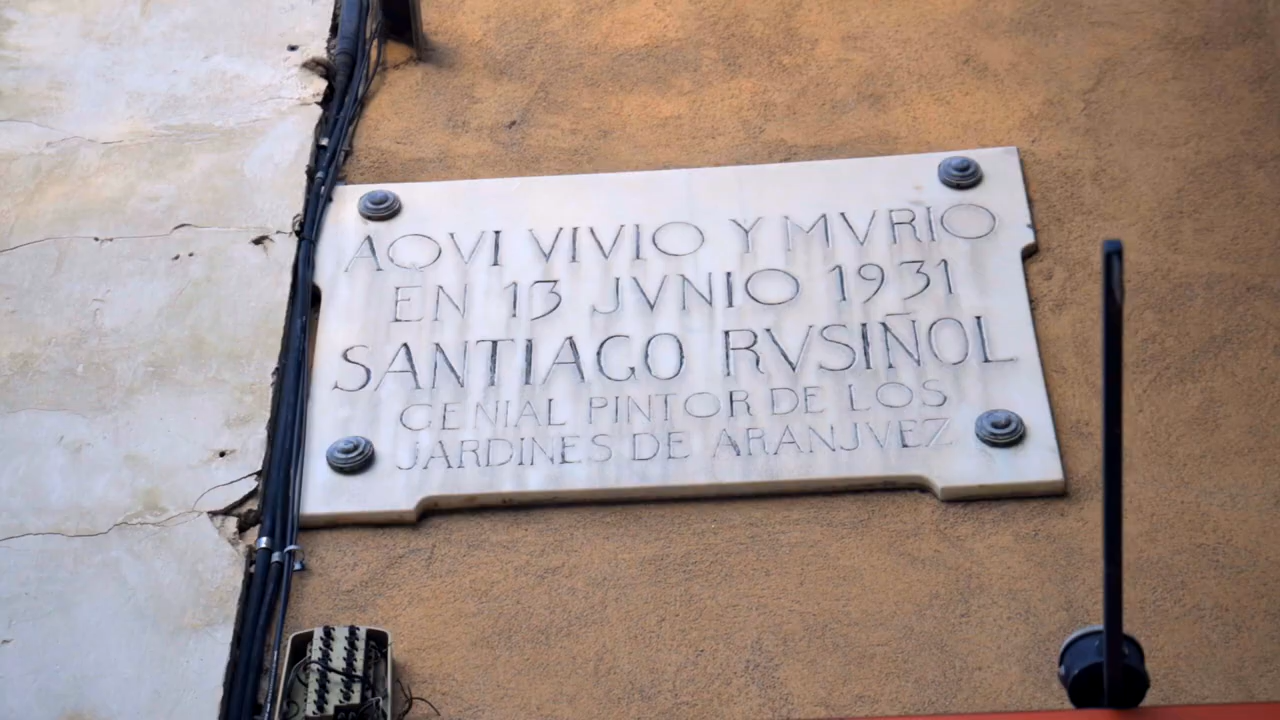 AQVI VIVIO Y MVRIO
EN 13 JVNIO 1931
SANTIAGO RVSIÑOL
GENIAL PINTOR DE LOS
JARDINES DE ARANJVEZ